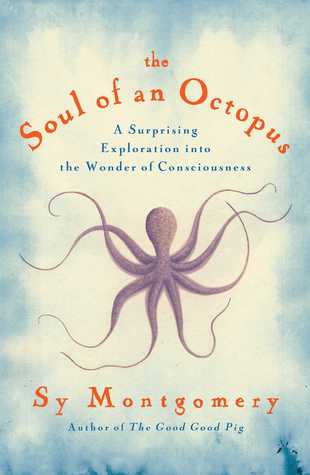 the
Soul of an Octopus
A Surprising
Exploration into
the Wonder of Consciousness
Sy Montgomery
Author of The Good Good Pig